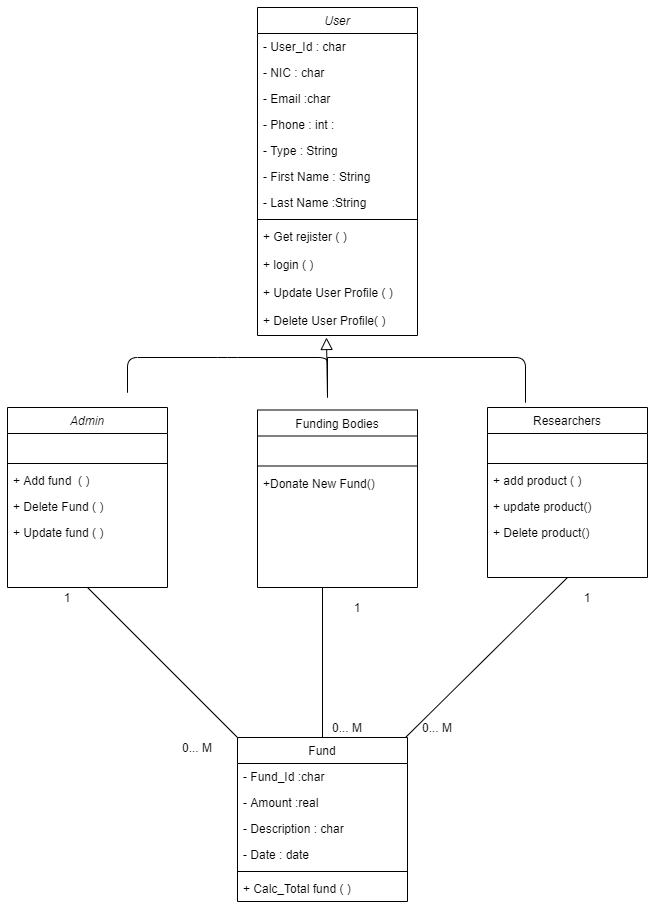 User
- User_Id : char
- NIC : char
- Email :char
- Phone : int :
- Type : String
- First Name : String
- Last Name :String
+ Get rejister ( )
+ login ( )
+ Update User Profile ( )
+ Delete User Profile( )
Admin
+ Add fund  ( )
+ Delete Fund ( )
+ Update fund ( )
Funding Bodies
+Donate New Fund()
Researchers
+ add product ( )
+ update product()
+ Delete product()
1
1
1
0... M
0... M
0... M
Fund
- Fund_Id :char
- Amount :real
- Description : char
- Date : date
+ Calc_Total fund ( )